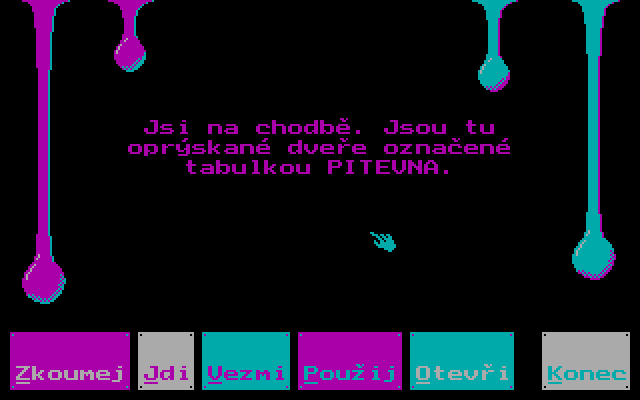 Jsi na chodbě. Jsou tu
oprýskané dveře označené
tabulkou PITEVNA.
Zkoumej Jdi Vezmi Použij Otevři Konec